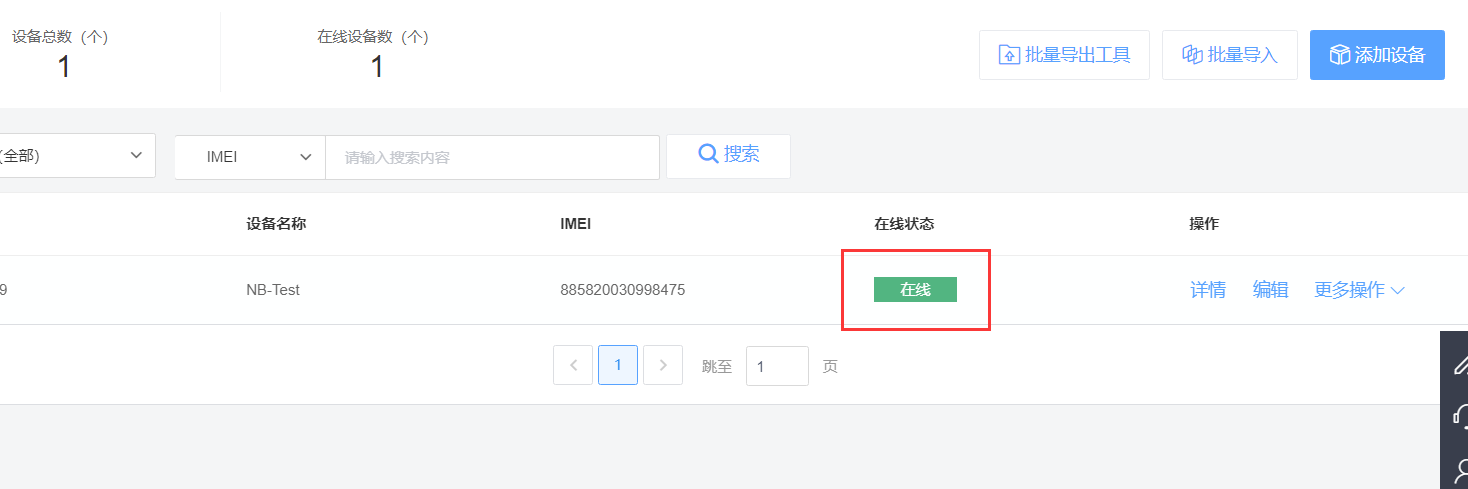 设备总数（个）
1
在线设备数（个）
1
批量导出工具
批量导入
添加设备
(全部)
IMEI
请输入搜索内容
搜索
设备名称
IMEI
在线状态
操作
9
NB-Test
885820030998475
在线
详情
编辑
更多操作
1
跳至
1
页